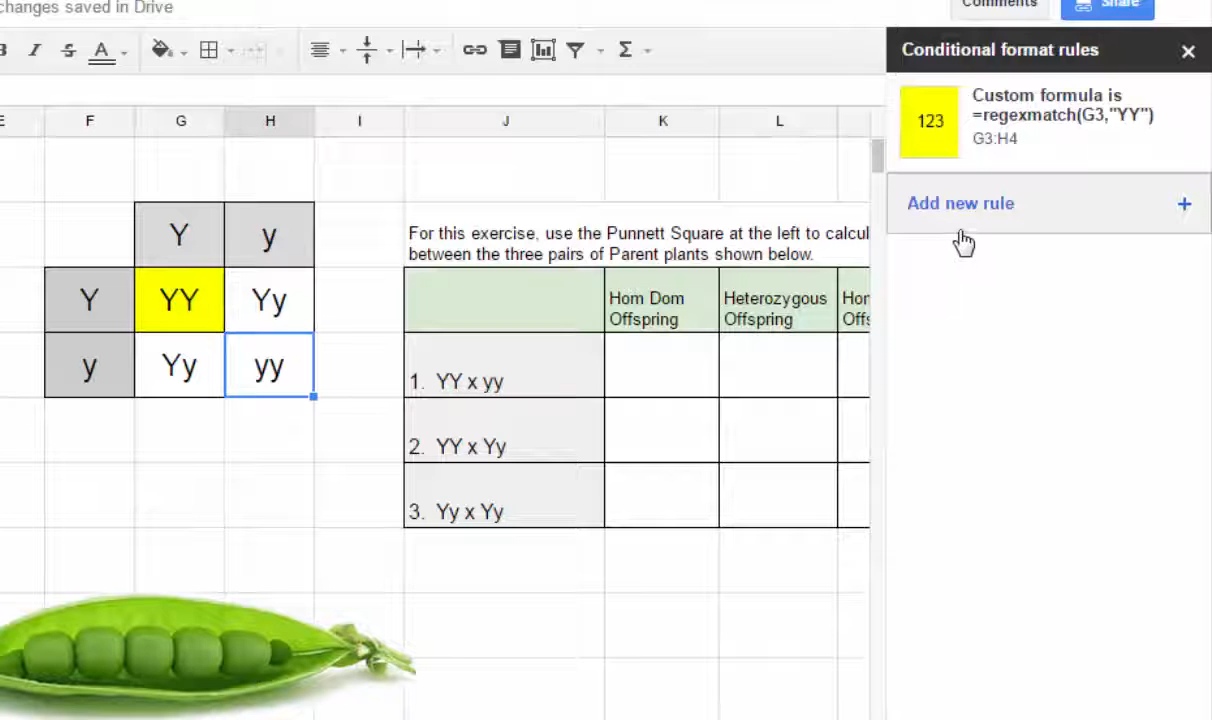 changes saved in Drive
Comments
Share
B I S A Σ
Conditional format rules
123
Custom formula is
=regexmatch(G3,"YY")
G3:H4
Add new rule +
E F G H I J K L
Y y
Y YY Yy
y Yy yy
For this exercise, use the Punnett Square at the left to calcul
between the three pairs of Parent plants shown below.
Hom Dom Heterozygous Hor
Offspring Offspring Offs
1. YY x yy
2. YY x Yy
3. Yy x Yy